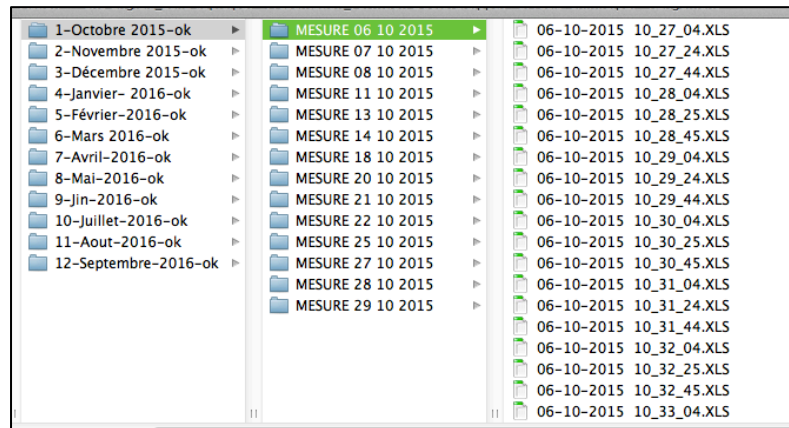 1-Octobre 2015-ok
2-Novembre 2015-ok
3-Décembre 2015-ok
4-Janvier- 2016-ok
5-Février-2016-ok
6-Mars 2016-ok
7-Avril-2016-ok
8-Mai-2016-ok
9-Jin-2016-ok
10-Juillet-2016-ok
11-Aout-2016-ok
12-Septembre-2016-ok
MESURE 06 10 2015
MESURE 07 10 2015
MESURE 08 10 2015
MESURE 11 10 2015
MESURE 13 10 2015
MESURE 14 10 2015
MESURE 18 10 2015
MESURE 20 10 2015
MESURE 21 10 2015
MESURE 22 10 2015
MESURE 25 10 2015
MESURE 27 10 2015
MESURE 28 10 2015
MESURE 29 10 2015
06-10-2015 10_27_04.XLS
06-10-2015 10_27_24.XLS
06-10-2015 10_27_44.XLS
06-10-2015 10_28_04.XLS
06-10-2015 10_28_25.XLS
06-10-2015 10_28_45.XLS
06-10-2015 10_29_04.XLS
06-10-2015 10_29_24.XLS
06-10-2015 10_29_44.XLS
06-10-2015 10_30_04.XLS
06-10-2015 10_30_25.XLS
06-10-2015 10_30_45.XLS
06-10-2015 10_31_04.XLS
06-10-2015 10_31_24.XLS
06-10-2015 10_31_44.XLS
06-10-2015 10_32_04.XLS
06-10-2015 10_32_25.XLS
06-10-2015 10_32_45.XLS
06-10-2015 10_33_04.XLS